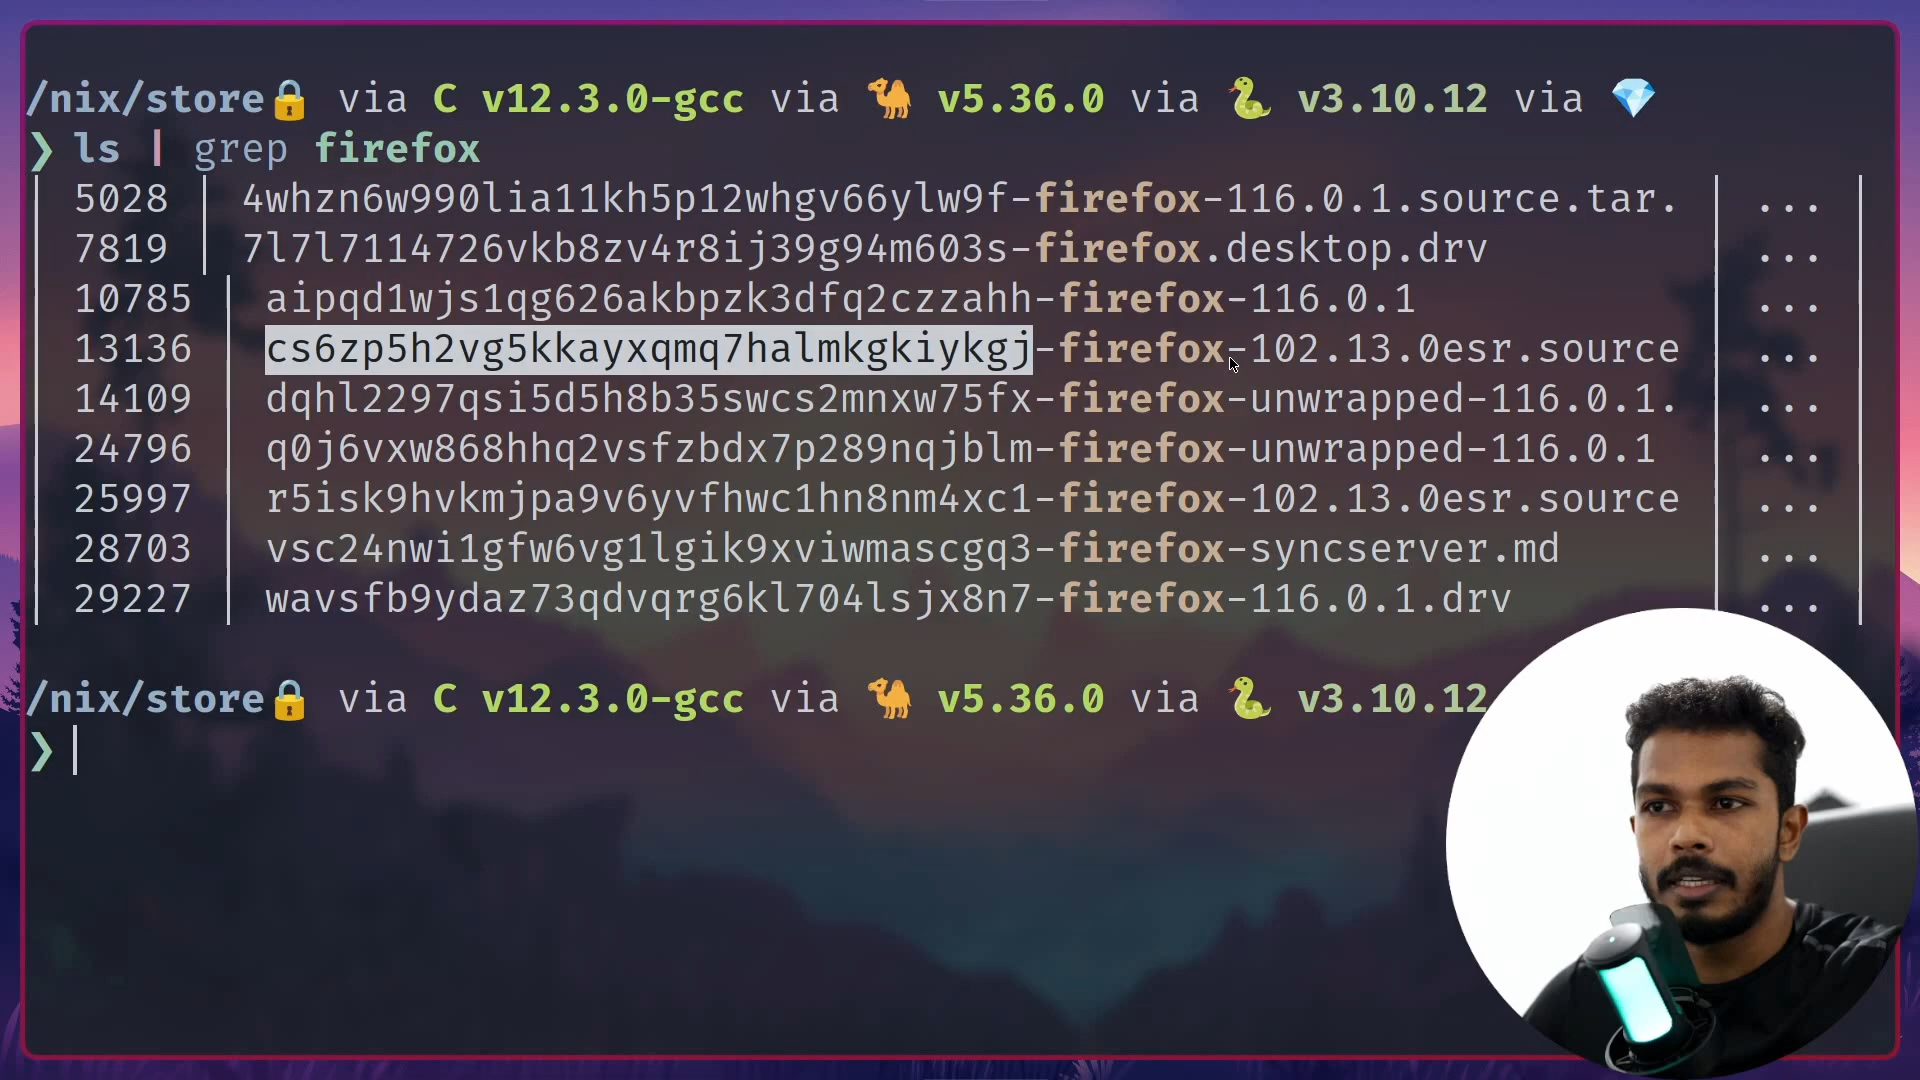 /nix/store🔒 via C v12.3.0-gcc via 🐪 v5.36.0 via 🐍 v3.10.12 via 💎
❯ ls | grep firefox
│ 5028 │ 4whzn6w990lia11kh5p12whgv66ylw9f-firefox-116.0.1.source.tar. │ ... │
│ 7819 │ 7l7l7114726vkb8zv4r8ij39g94m603s-firefox.desktop.drv │ ... │
│ 10785 │ aipqd1wjs1qg626akbpzk3dfq2czzahh-firefox-116.0.1 │ ... │
│ 13136 │ cs6zp5h2vg5kkayxqmq7halmkgkiykgj-firefox-102.13.0esr.source │ ... │
│ 14109 │ dqhl2297qsi5d5h8b35swcs2mnxw75fx-firefox-unwrapped-116.0.1. │ ... │
│ 24796 │ q0j6vxw868hhq2vsfzbdx7p289nqjblm-firefox-unwrapped-116.0.1 │ ... │
│ 25997 │ r5isk9hvkmjpa9v6yvfhwc1hn8nm4xc1-firefox-102.13.0esr.source │ ... │
│ 28703 │ vsc24nwi1gfw6vg1lgik9xviwmascgq3-firefox-syncserver.md │ ... │
│ 29227 │ wavsfb9ydaz73qdvqrg6kl704lsjx8n7-firefox-116.0.1.drv │ ... │
/nix/store🔒 via C v12.3.0-gcc via 🐪 v5.36.0 via 🐍 v3.10.12
❯